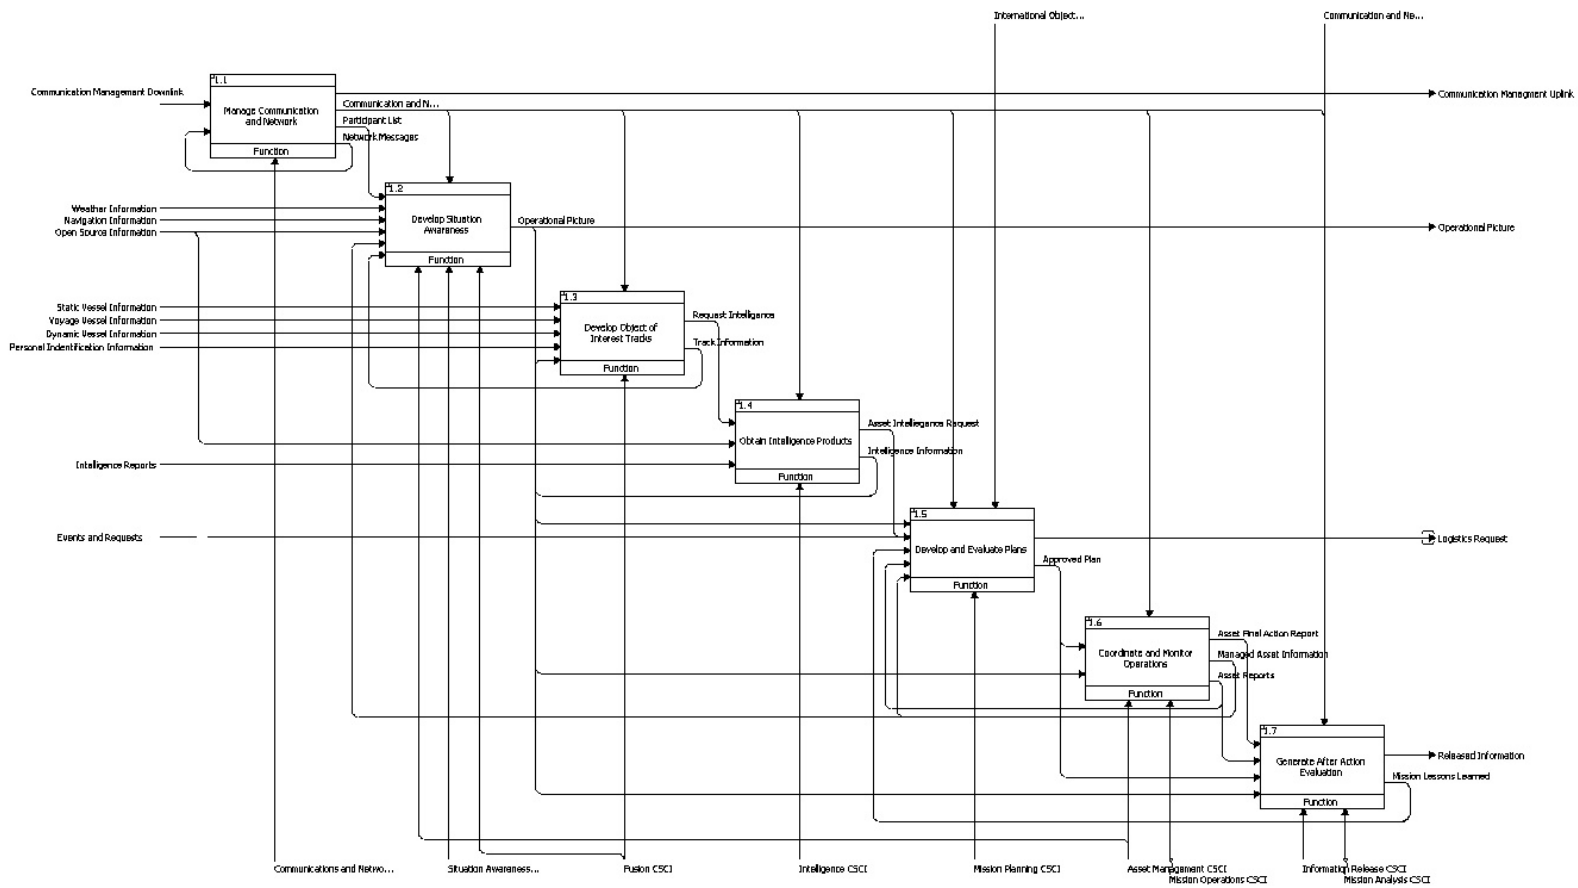 International Object...
Communication and Ne...
1.1
Communication Management Downlink
Communication Managment Uplink
Communication and N...
Manage Communication
and Network
Participant List
Network Messages
Function
1.2
Weather Information
Navigation Information
Open Source Information
Develop Situation
Awareness
Operational Picture
Operational Picture
Function
1.3
Static Vessel Information
Voyage Vessel Information
Dynamic Vessel Information
Personal Indentification Information
Request Intelligence
Develop Object of
Interest Tracks
Track Information
Function
1.4
Asset Intelliegance Request
Obtain Intelligence Products
Intelligence Information
Intelligence Reports
Function
1.5
Events and Requests
Logistics Request
Develop and Evaluate Plans
Approved Plan
Function
1.6
Asset Final Action Report
Coordinate and Monitor
Operations
Managed Asset Information
Asset Reports
Function
1.7
Released Information
Generate After Action
Evaluation
Mission Lessons Learned
Function
Communications and Netwo...
Situation Awareness...
Fusion CSCI
Intelligence CSCI
Mission Planning CSCI
Asset Management CSCI
Mission Operations CSCI
Information Release CSCI
Mission Analysis CSCI